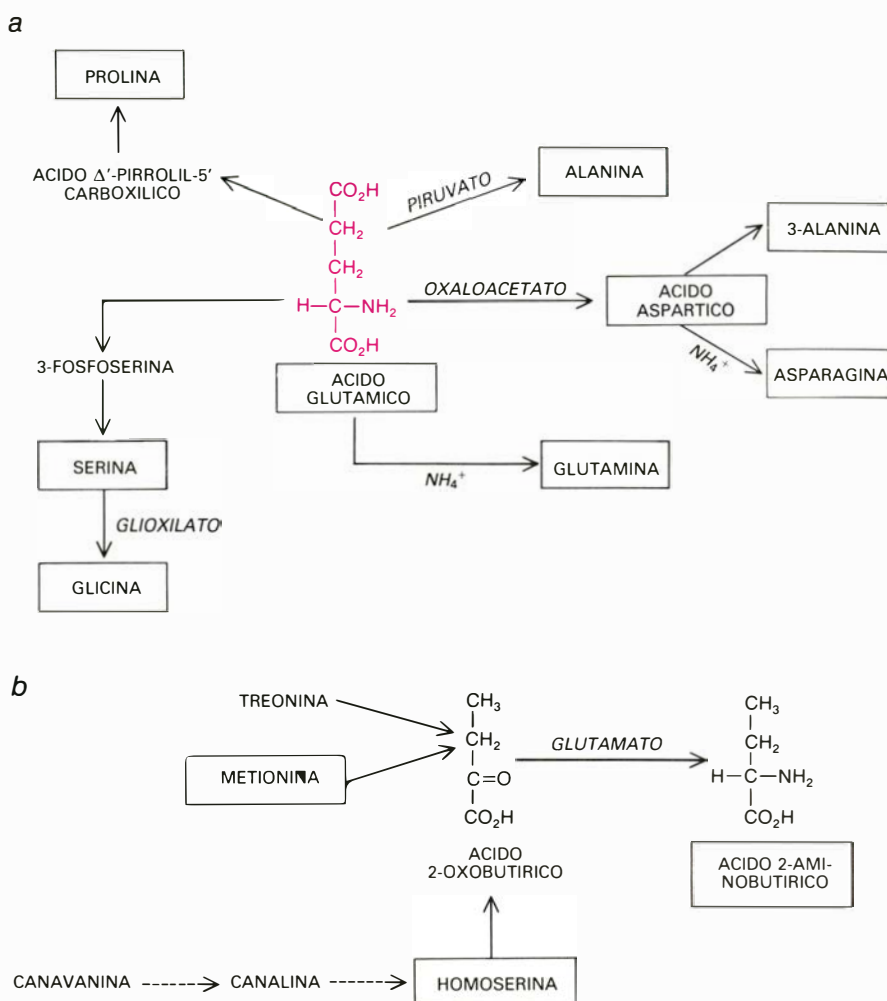 a
PROLINA
ACIDO Δ′-PIRROLIL-5′
CARBOXILICO
CO₂H
CH₂
CH₂
H—C—NH₂
CO₂H
ACIDO
GLUTAMICO
PIRUVATO
ALANINA
OXALOACETATO
ACIDO
ASPARTICO
3-ALANINA
NH₄⁺
ASPARAGINA
3-FOSFOSERINA
SERINA
GLIOXILATO
GLICINA
NH₄⁺
GLUTAMINA
b
TREONINA
METIONINA
CH₃
CH₂
C=O
CO₂H
ACIDO
2-OXOBUTIRICO
GLUTAMATO
CH₃
CH₂
H—C—NH₂
CO₂H
ACIDO 2-AMI-
NOBUTIRICO
CANAVANINA
CANALINA
HOMOSERINA